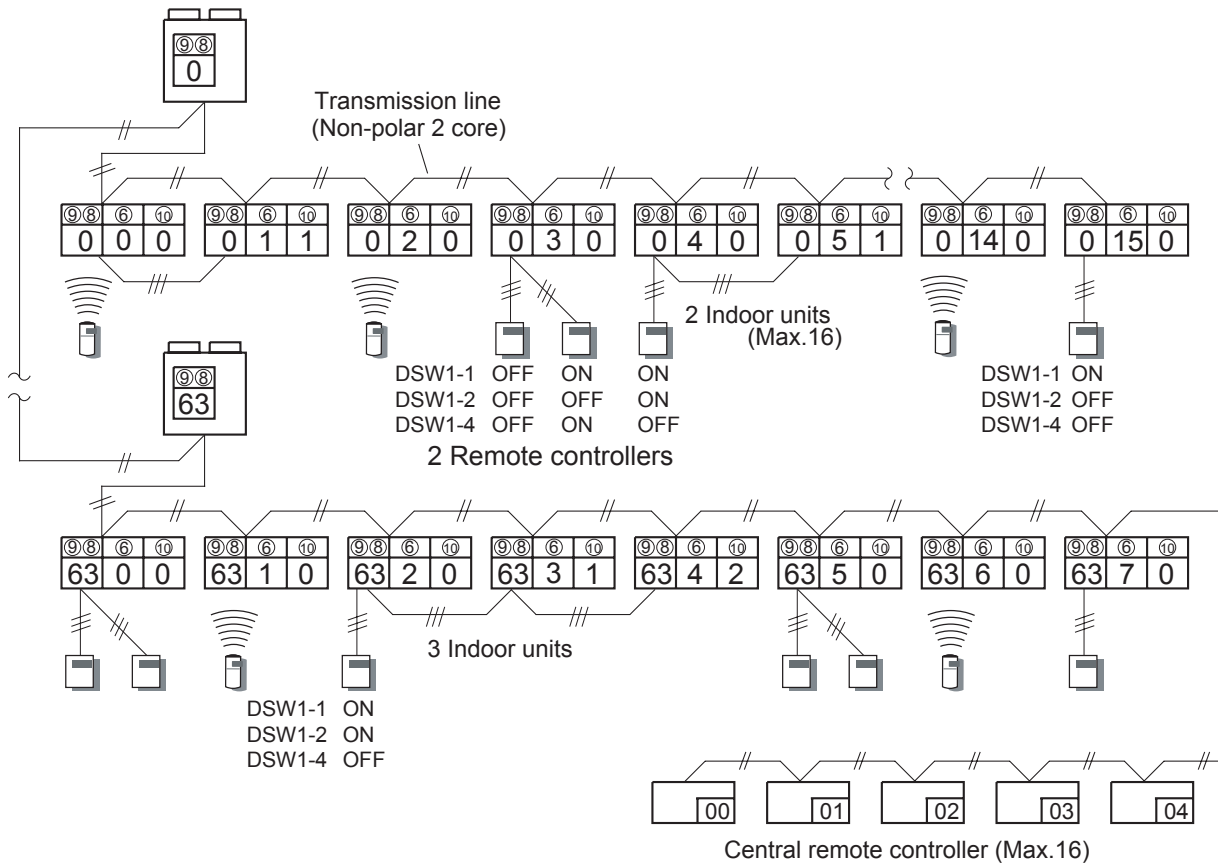 ⑨⑧
0
Transmission line
(Non-polar 2 core)
⑨⑧ ⑥ ⑩ ⑨⑧ ⑥ ⑩ ⑨⑧ ⑥ ⑩ ⑨⑧ ⑥ ⑩ ⑨⑧ ⑥ ⑩ ⑨⑧ ⑥ ⑩ ⑨⑧ ⑥ ⑩ ⑨⑧ ⑥ ⑩
0 0 0 0 1 1 0 2 0 0 3 0 0 4 0 0 5 1 0 14 0 0 15 0
2 Indoor units
(Max.16)
⑨⑧
63
DSW1-1 OFF ON ON DSW1-1 ON
DSW1-2 OFF OFF ON DSW1-2 OFF
DSW1-4 OFF ON OFF DSW1-4 OFF
2 Remote controllers
⑨⑧ ⑥ ⑩ ⑨⑧ ⑥ ⑩ ⑨⑧ ⑥ ⑩ ⑨⑧ ⑥ ⑩ ⑨⑧ ⑥ ⑩ ⑨⑧ ⑥ ⑩ ⑨⑧ ⑥ ⑩ ⑨⑧ ⑥ ⑩
63 0 0 63 1 0 63 2 0 63 3 1 63 4 2 63 5 0 63 6 0 63 7 0
3 Indoor units
DSW1-1 ON
DSW1-2 ON
DSW1-4 OFF
00 01 02 03 04
Central remote controller (Max.16)